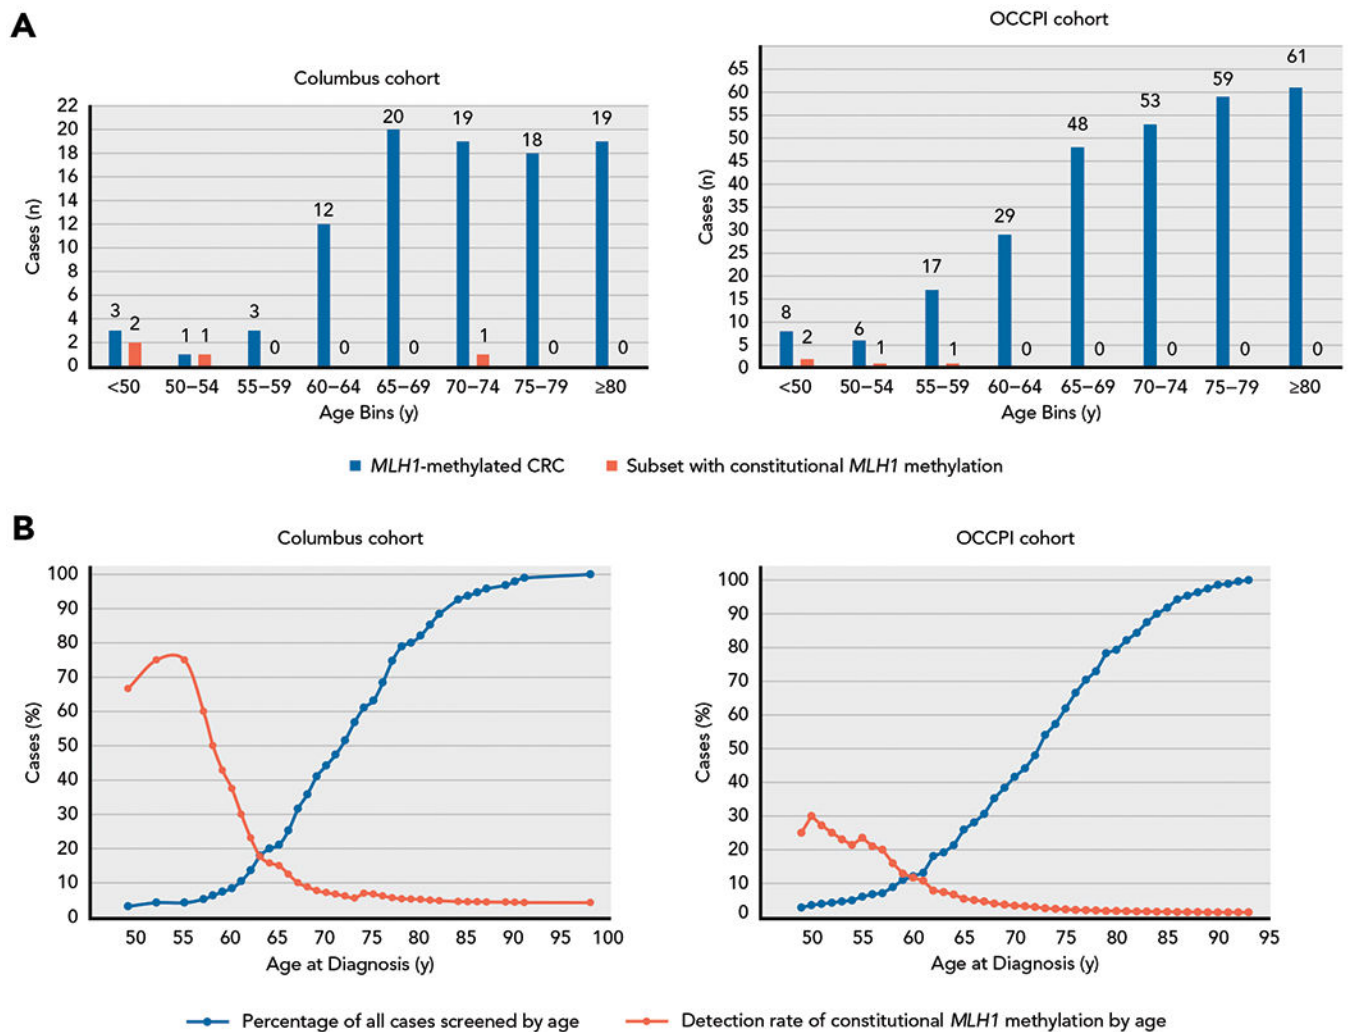 A
Columbus cohort
Cases (n)
22
20
18
16
14
12
10
8
6
4
2
0
3 2 1 1 3 0 12 0 20 0 19 1 18 0 19 0
<50 50–54 55–59 60–64 65–69 70–74 75–79 ≥80
Age Bins (y)
OCCPI cohort
Cases (n)
65
60
55
50
45
40
35
30
25
20
15
10
5
0
8 2 6 1 17 1 29 0 48 0 53 0 59 0 61 0
<50 50–54 55–59 60–64 65–69 70–74 75–79 ≥80
Age Bins (y)
MLH1-methylated CRC Subset with constitutional MLH1 methylation
B
Columbus cohort
Cases (%)
100
90
80
70
60
50
40
30
20
10
0
50 55 60 65 70 75 80 85 90 95 100
Age at Diagnosis (y)
OCCPI cohort
Cases (%)
100
90
80
70
60
50
40
30
20
10
0
50 55 60 65 70 75 80 85 90 95
Age at Diagnosis (y)
Percentage of all cases screened by age Detection rate of constitutional MLH1 methylation by age